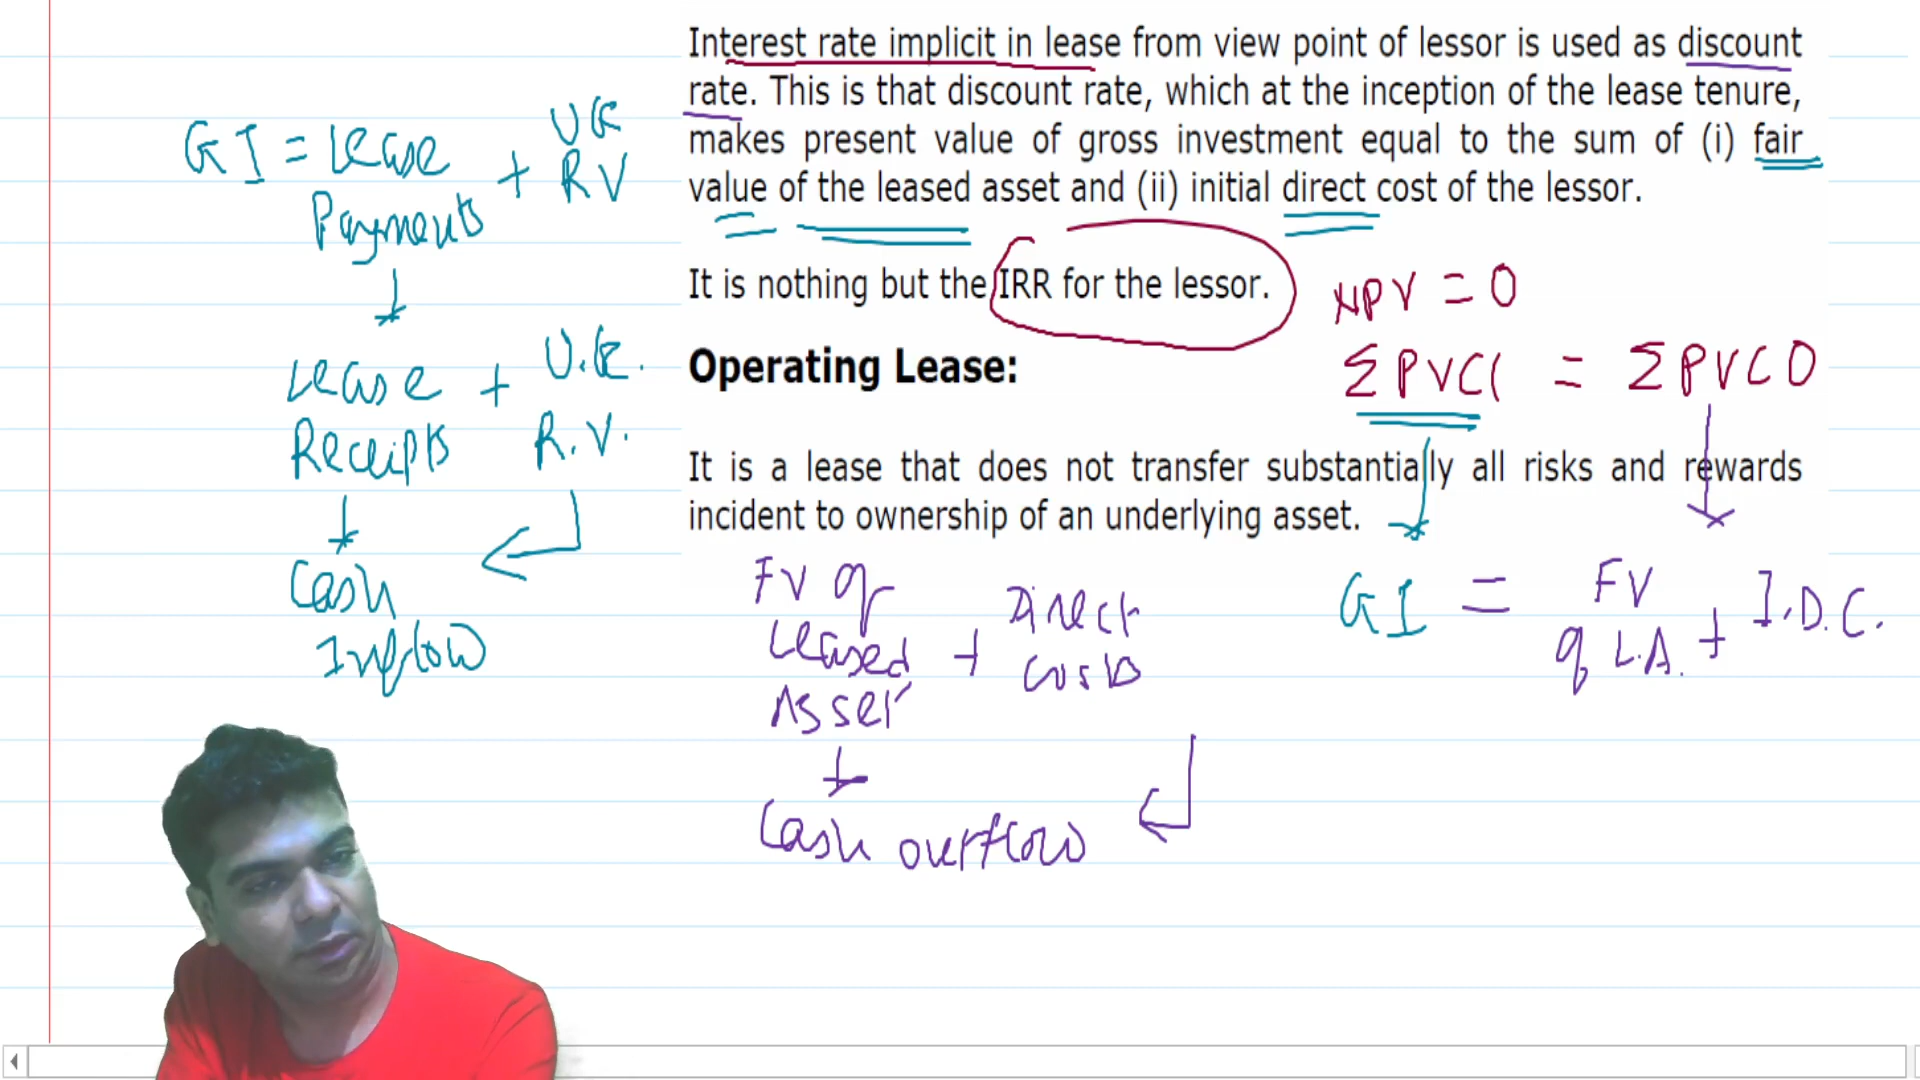 Interest rate implicit in lease from view point of lessor is used as discount
rate. This is that discount rate, which at the inception of the lease tenure,
makes present value of gross investment equal to the sum of (i) fair
value of the leased asset and (ii) initial direct cost of the lessor.
It is nothing but the IRR for the lessor.
Operating Lease:
It is a lease that does not transfer substantially all risks and rewards
incident to ownership of an underlying asset.
GI = Lease + UG
Payments RV
Lease + U.G.
Receipts R.V.
Cash
Inflow
NPV = 0
ΣPVCI = ΣPVCO
GI = FV + I.D.C.
of L.A.
FV of
Leased + Direct
Asset Costs
Cash outflow